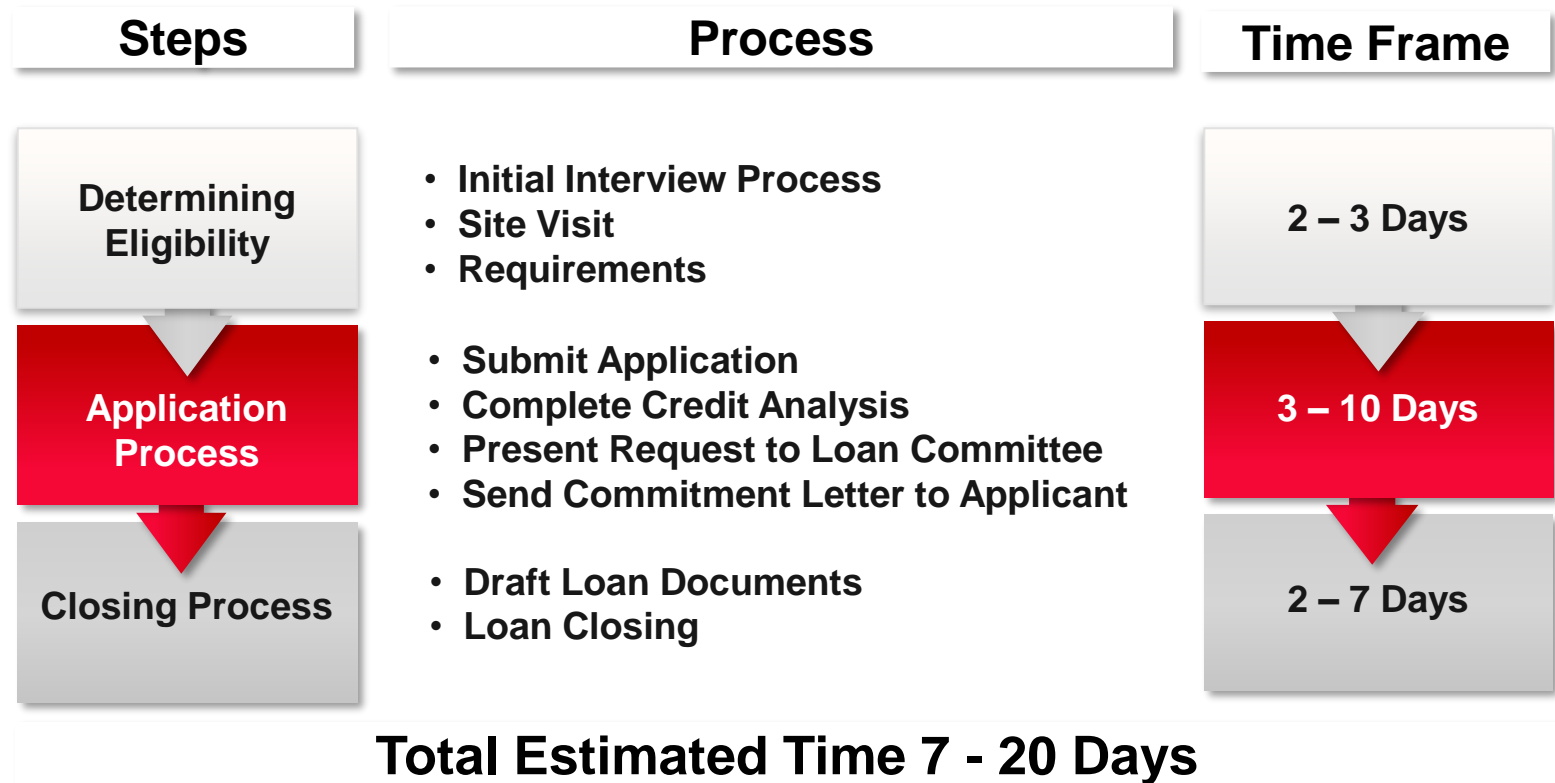 Steps
Process
Time Frame
Determining
Eligibility
• Initial Interview Process
• Site Visit
• Requirements
2 – 3 Days
Application
Process
• Submit Application
• Complete Credit Analysis
• Present Request to Loan Committee
• Send Commitment Letter to Applicant
3 – 10 Days
Closing Process
• Draft Loan Documents
• Loan Closing
2 – 7 Days
Total Estimated Time 7 - 20 Days